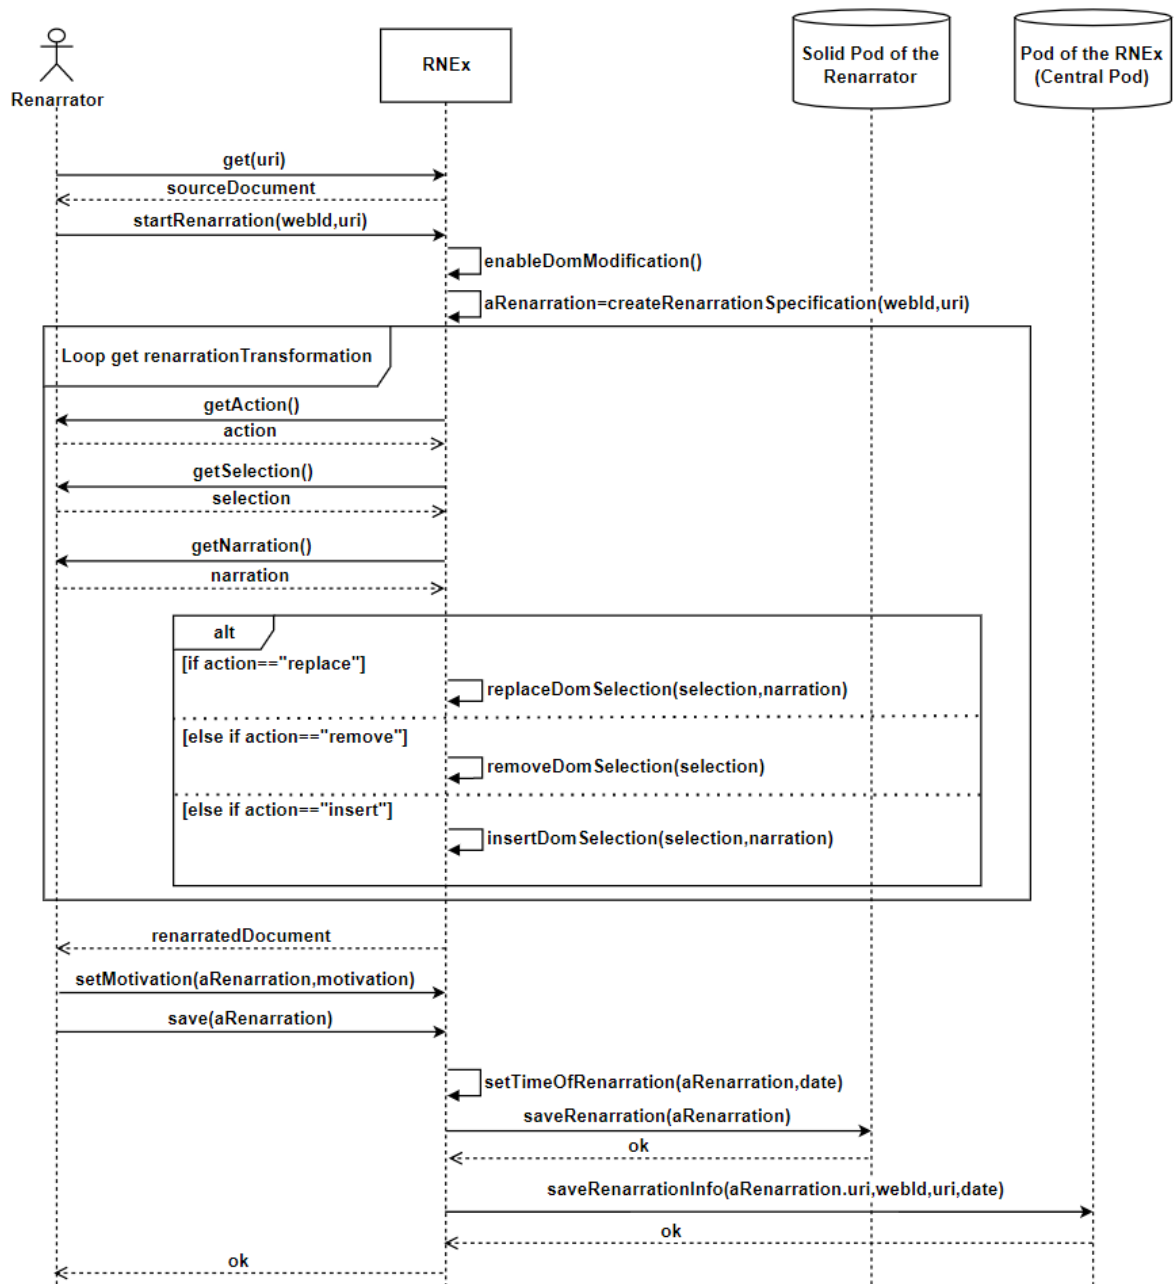 Renarrator
RNEx
Solid Pod of the
Renarrator
Pod of the RNEx
(Central Pod)
get(uri)
sourceDocument
startRenarration(webId,uri)
enableDomModification()
aRenarration=createRenarrationSpecification(webId,uri)
Loop get renarrationTransformation
getAction()
action
getSelection()
selection
getNarration()
narration
alt
[if action=="replace"]
replaceDomSelection(selection,narration)
[else if action=="remove"]
removeDomSelection(selection)
[else if action=="insert"]
insertDomSelection(selection,narration)
renarratedDocument
setMotivation(aRenarration,motivation)
save(aRenarration)
setTimeOfRenarration(aRenarration,date)
saveRenarration(aRenarration)
ok
saveRenarrationInfo(aRenarration.uri,webId,uri,date)
ok
ok